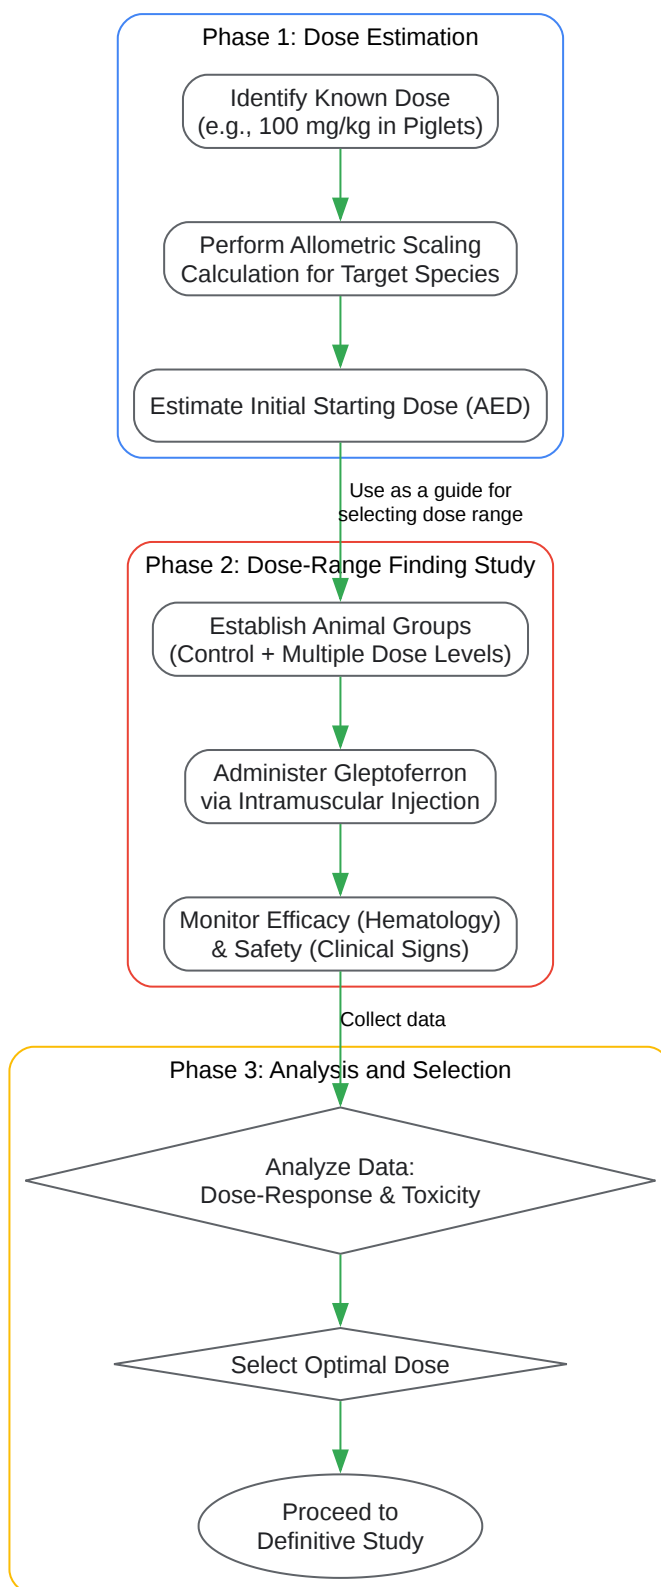 Phase 1: Dose Estimation
Identify Known Dose
(e.g., 100 mg/kg in Piglets)
Perform Allometric Scaling
Calculation for Target Species
Estimate Initial Starting Dose (AED)
Use as a guide for
selecting dose range
Phase 2: Dose-Range Finding Study
Establish Animal Groups
(Control + Multiple Dose Levels)
Administer Gleptoferron
via Intramuscular Injection
Monitor Efficacy (Hematology)
& Safety (Clinical Signs)
Collect data
Phase 3: Analysis and Selection
Analyze Data:
Dose-Response & Toxicity
Select Optimal Dose
Proceed to
Definitive Study